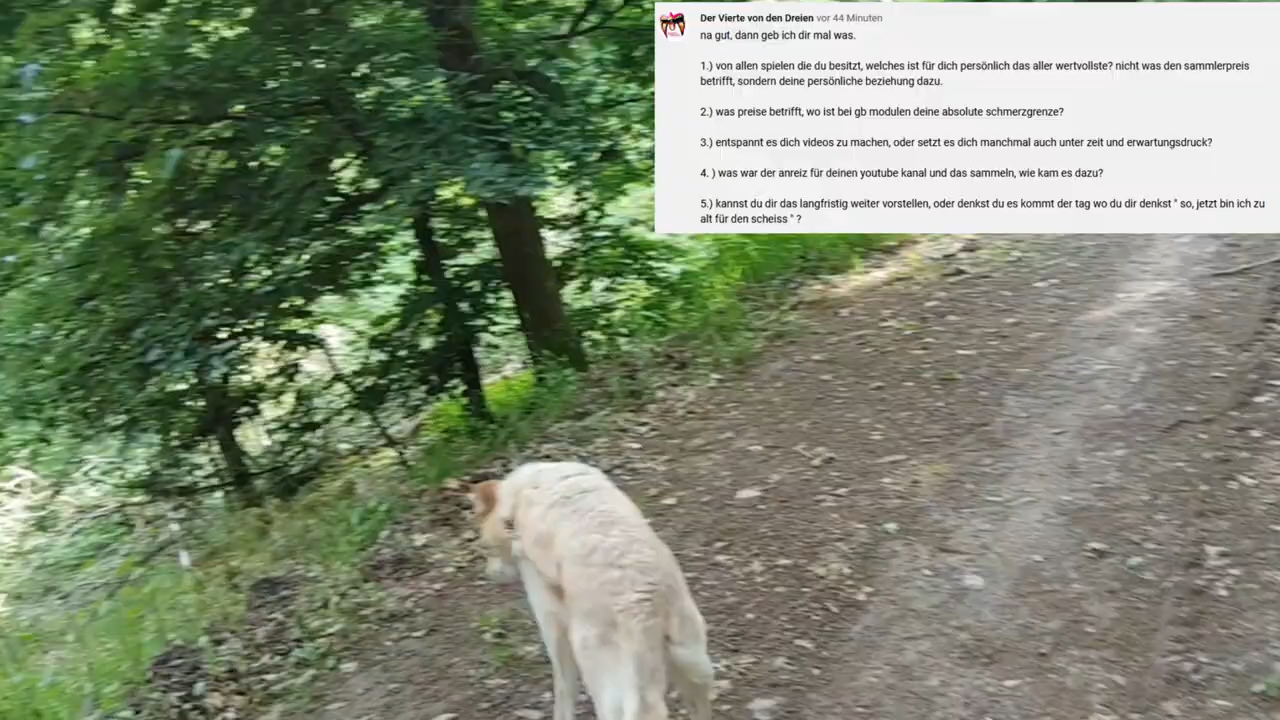 Der Vierte von den Dreien vor 44 Minuten
na gut, dann geb ich dir mal was.
1.) von allen spielen die du besitzt, welches ist für dich persönlich das aller wertvollste? nicht was den sammlerpreis
betrifft, sondern deine persönliche beziehung dazu.
2.) was preise betrifft, wo ist bei gb modulen deine absolute schmerzgrenze?
3.) entspannt es dich videos zu machen, oder setzt es dich manchmal auch unter zeit und erwartungsdruck?
4. ) was war der anreiz für deinen youtube kanal und das sammeln, wie kam es dazu?
5.) kannst du dir das langfristig weiter vorstellen, oder denkst du es kommt der tag wo du dir denkst " so, jetzt bin ich zu
alt für den scheiss " ?